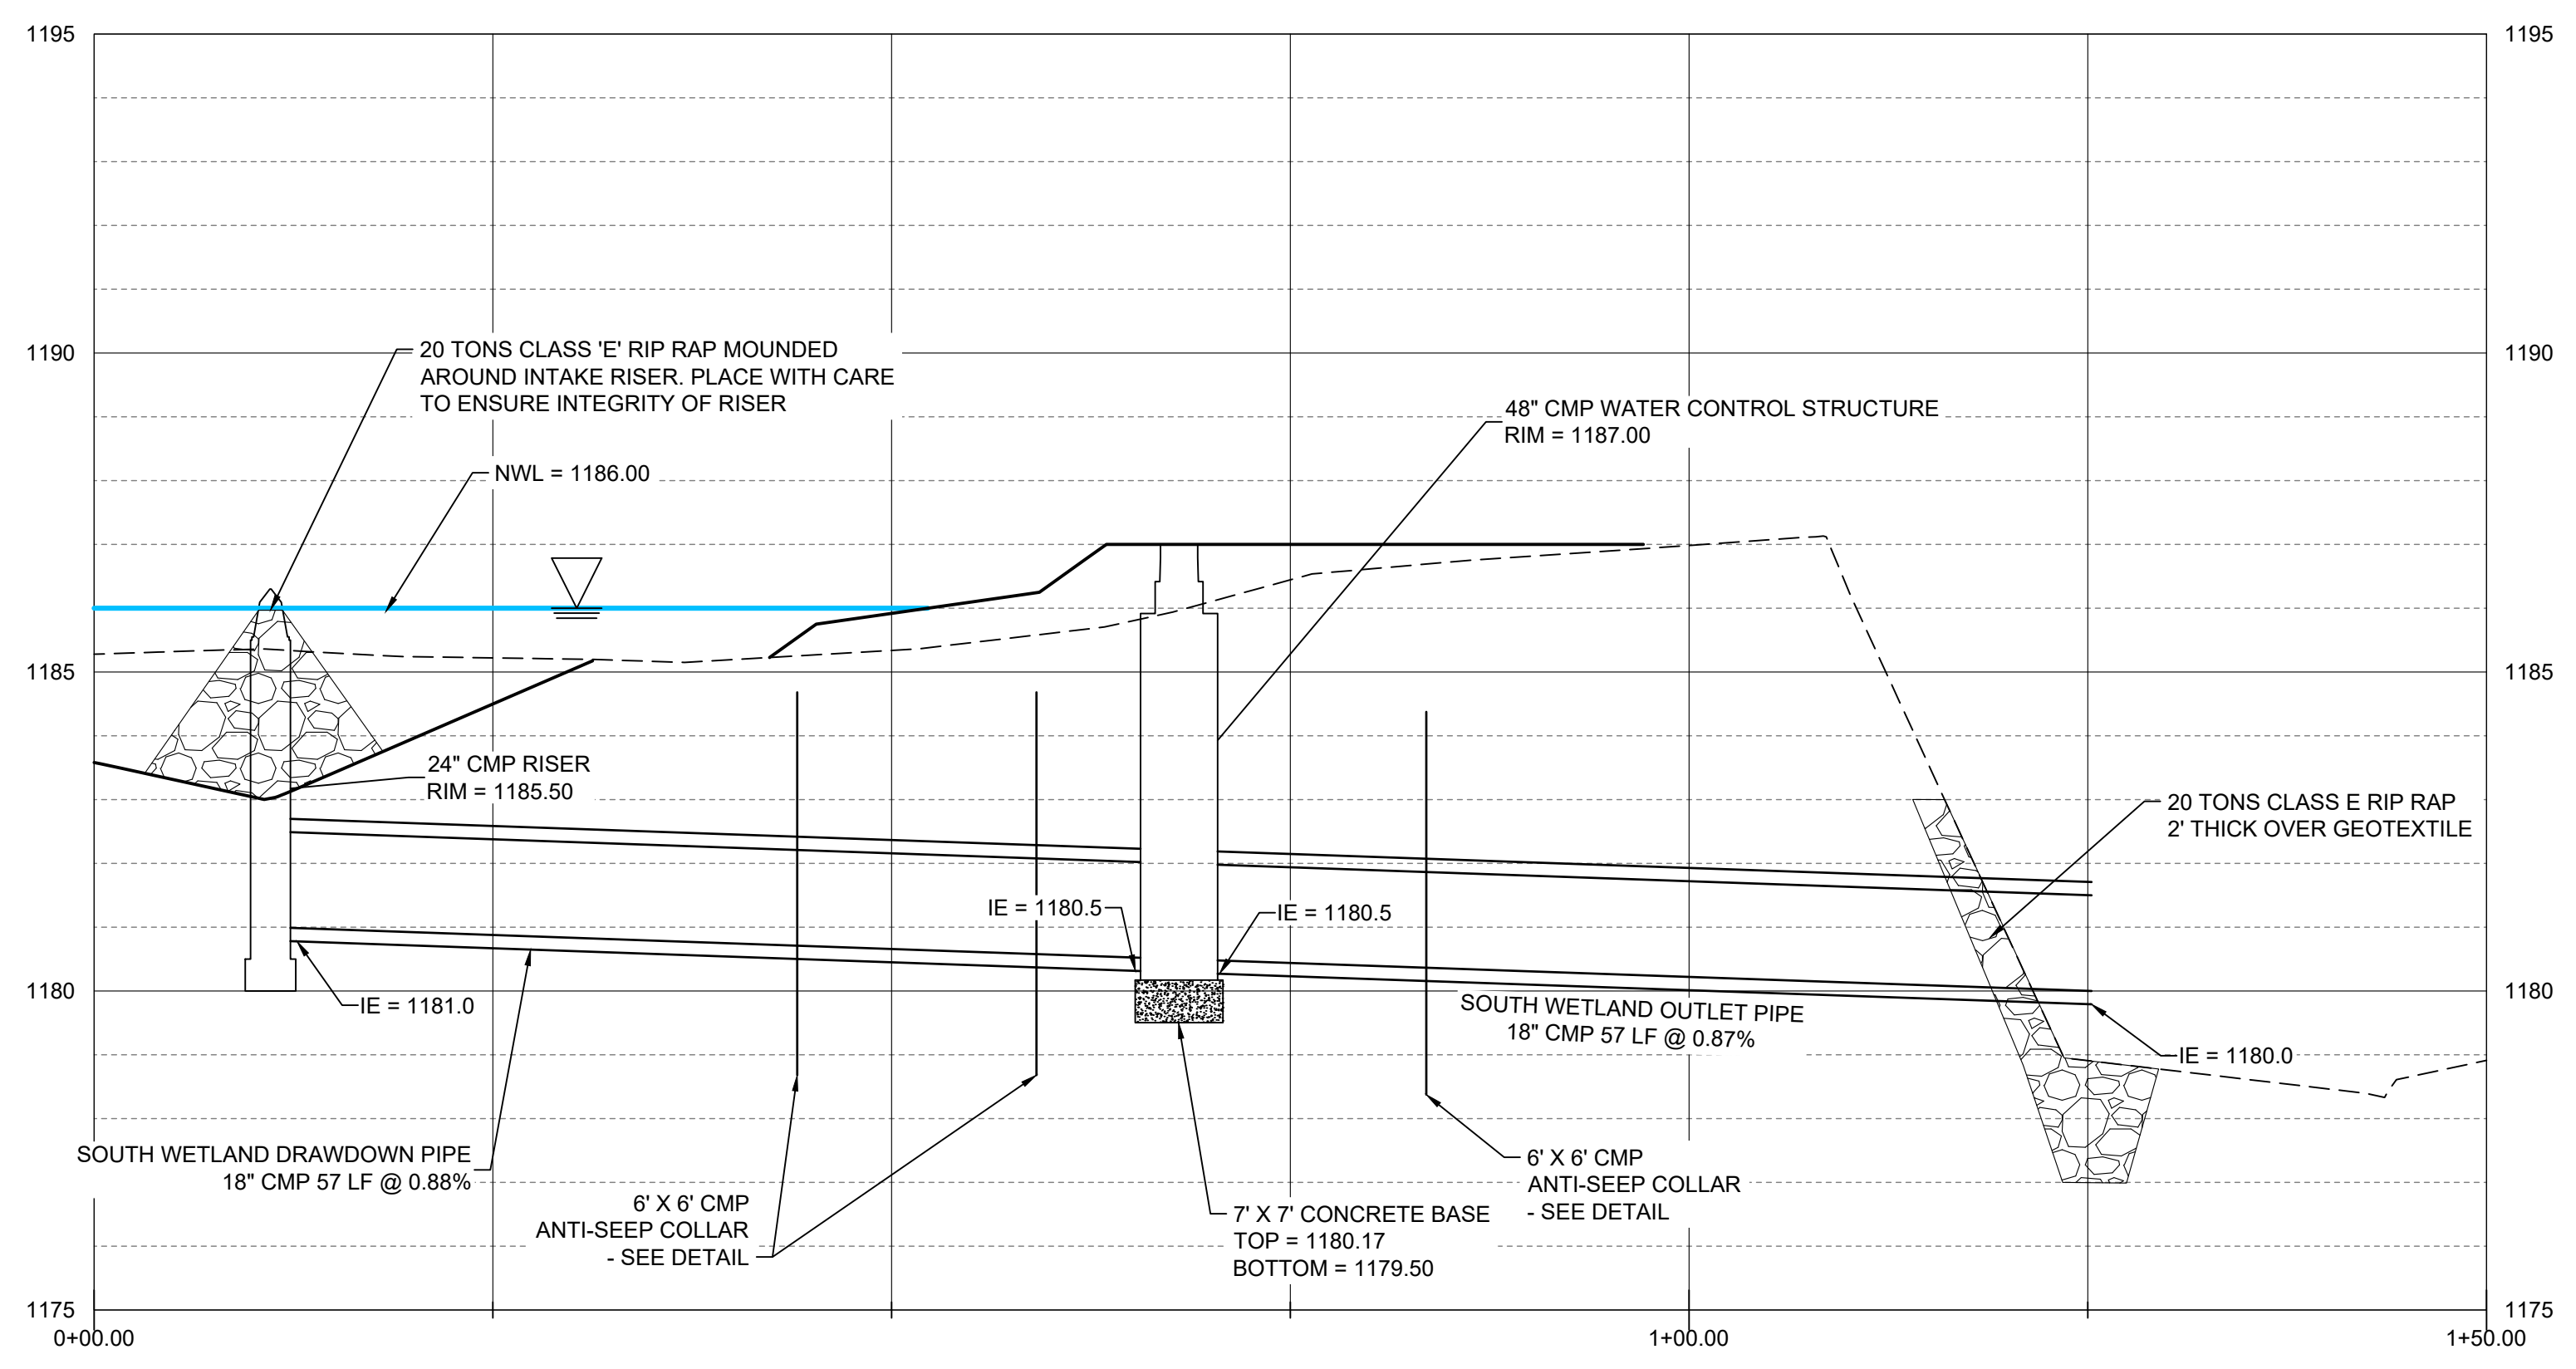 1195
1195
1190
1190
20 TONS CLASS 'E' RIP RAP MOUNDED
AROUND INTAKE RISER. PLACE WITH CARE
TO ENSURE INTEGRITY OF RISER
48" CMP WATER CONTROL STRUCTURE
RIM = 1187.00
NWL = 1186.00
1185
1185
24" CMP RISER
RIM = 1185.50
20 TONS CLASS E RIP RAP
2' THICK OVER GEOTEXTILE
IE = 1180.5
IE = 1180.5
1180
1180
IE = 1181.0
SOUTH WETLAND OUTLET PIPE
18" CMP 57 LF @ 0.87%
IE = 1180.0
SOUTH WETLAND DRAWDOWN PIPE
18" CMP 57 LF @ 0.88%
6' X 6' CMP
ANTI-SEEP COLLAR
- SEE DETAIL
7' X 7' CONCRETE BASE
TOP = 1180.17
BOTTOM = 1179.50
6' X 6' CMP
ANTI-SEEP COLLAR
- SEE DETAIL
1175
1175
0+00.00
1+00.00
1+50.00